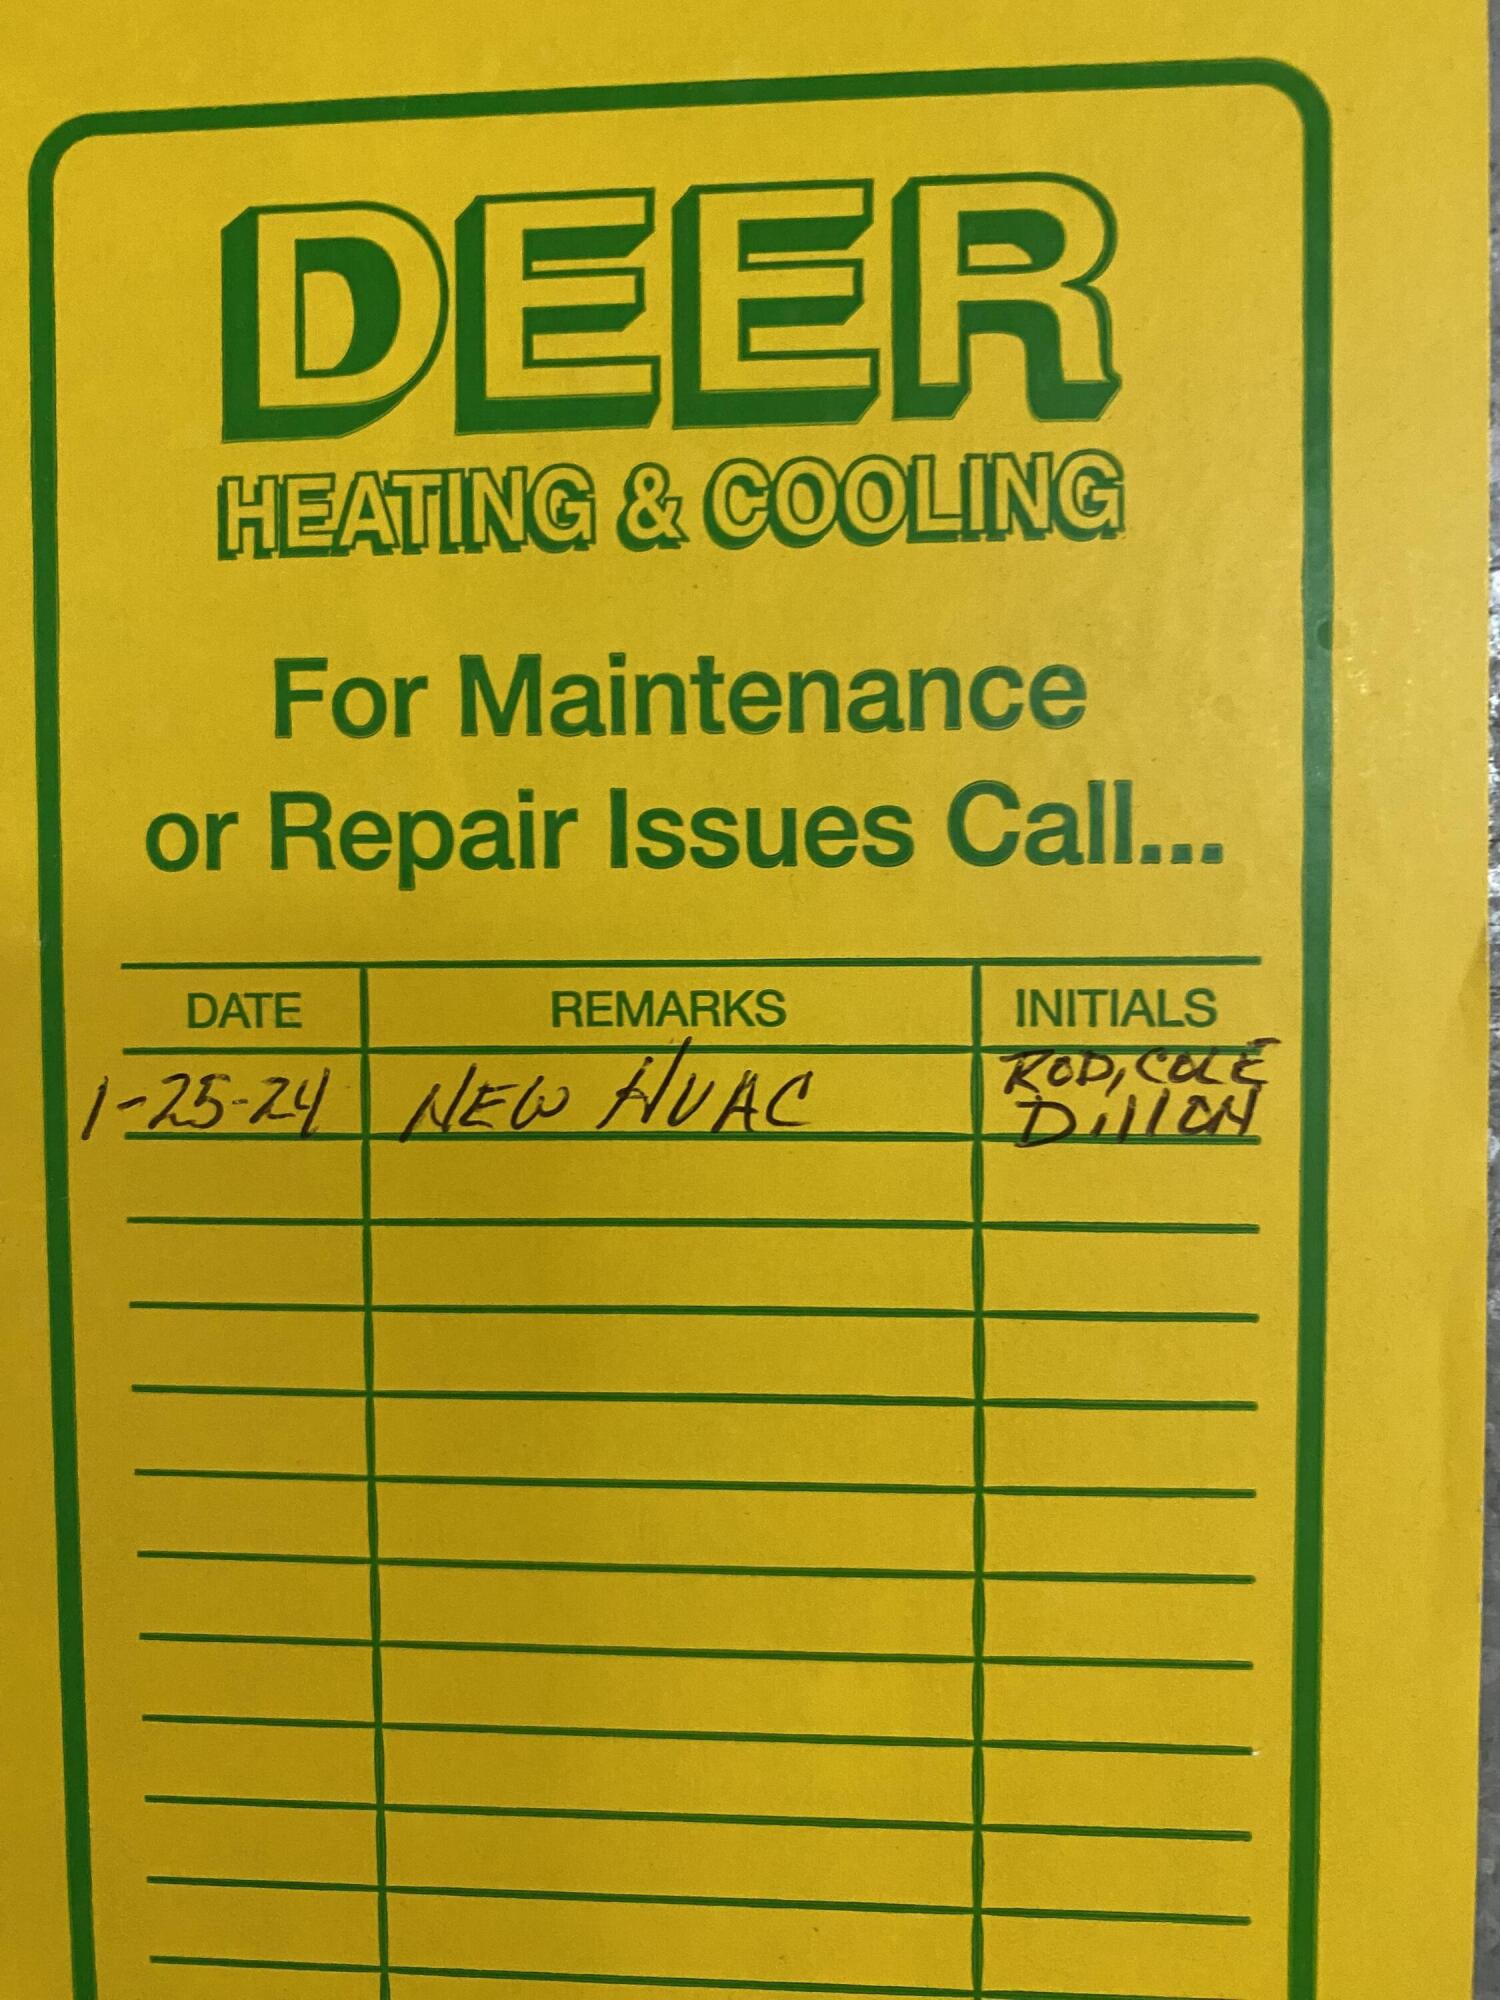 DEER
HEATING & COOLING
For Maintenance
or Repair Issues Call...
DATE REMARKS INITIALS
1-25-24 NEW HVAC ROD, COLE
Dillon